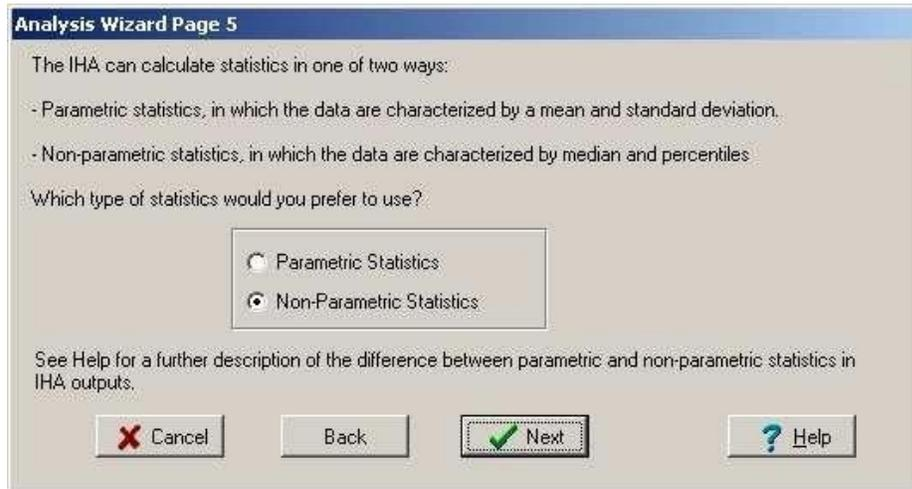 Analysis Wizard Page 5
The IHA can calculate statistics in one of two ways:
- Parametric statistics, in which the data are characterized by a mean and standard deviation.
- Non-parametric statistics, in which the data are characterized by median and percentiles
Which type of statistics would you prefer to use?
Parametric Statistics
Non-Parametric Statistics
See Help for a further description of the difference between parametric and non-parametric statistics in
IHA outputs.
Cancel
Back
Next
? Help